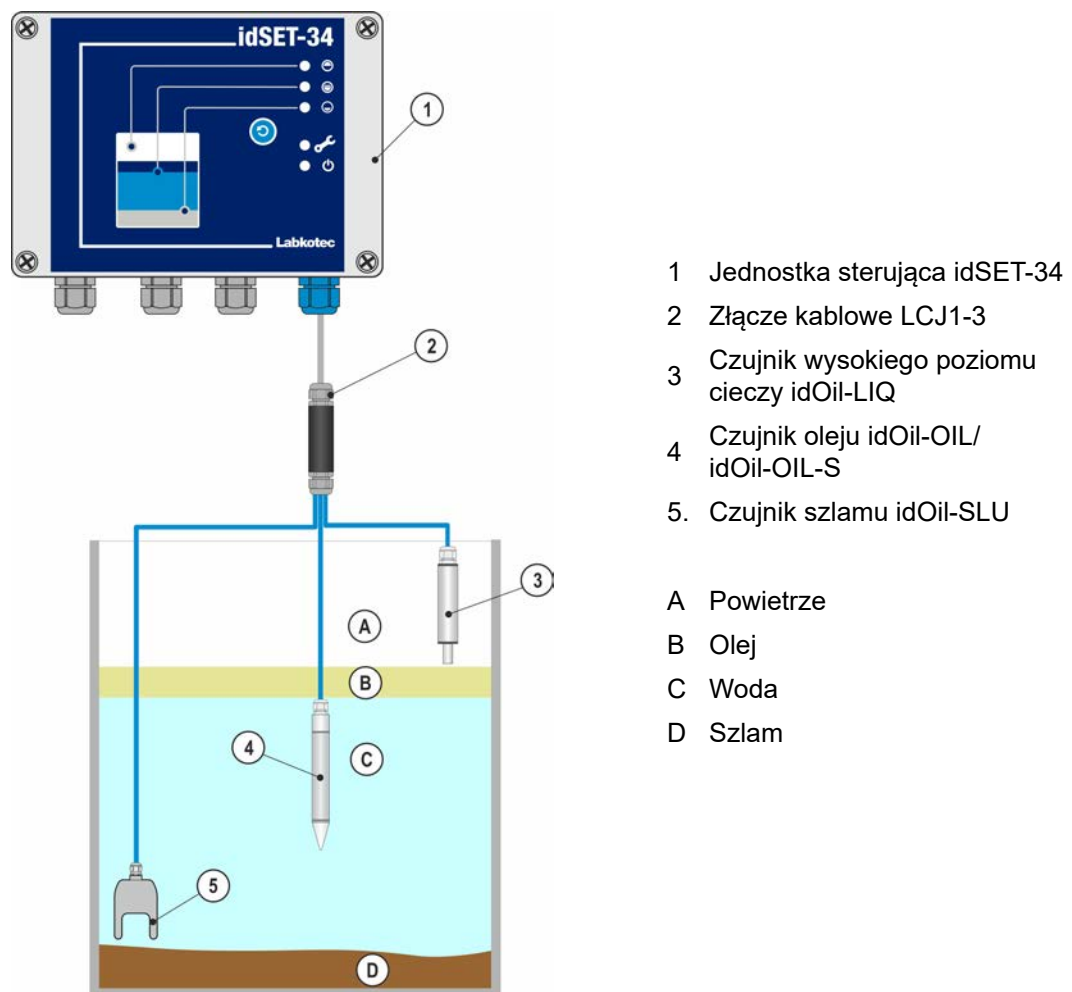 idSET-34
Labkotec
1
2
3
A
B
4
C
5
D
1 Jednostka sterująca idSET-34
2 Złącze kablowe LCJ1-3
3 Czujnik wysokiego poziomu
cieczy idOil-LIQ
4 Czujnik oleju idOil-OIL/
idOil-OIL-S
5. Czujnik szlamu idOil-SLU
A Powietrze
B Olej
C Woda
D Szlam